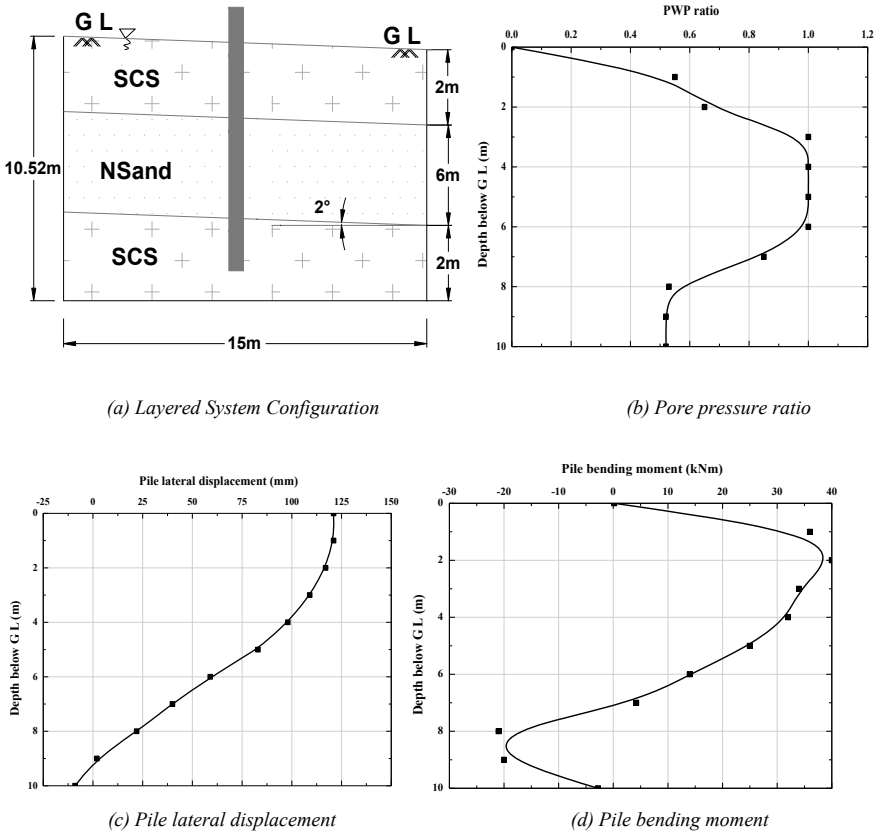 G L
G L
SCS
2m
10.52m
NSand
6m
2°
SCS
2m
15m
(a) Layered System Configuration
PWP ratio
0.0 0.2 0.4 0.6 0.8 1.0 1.2
0
2
4
6
8
10
Depth below G L (m)
(b) Pore pressure ratio
Pile lateral displacement (mm)
-25 0 25 50 75 100 125 150
0
2
4
6
8
10
Depth below G L (m)
(c) Pile lateral displacement
Pile bending moment (kNm)
-30 -20 -10 0 10 20 30 40
0
2
4
6
8
10
Depth below G L (m)
(d) Pile bending moment